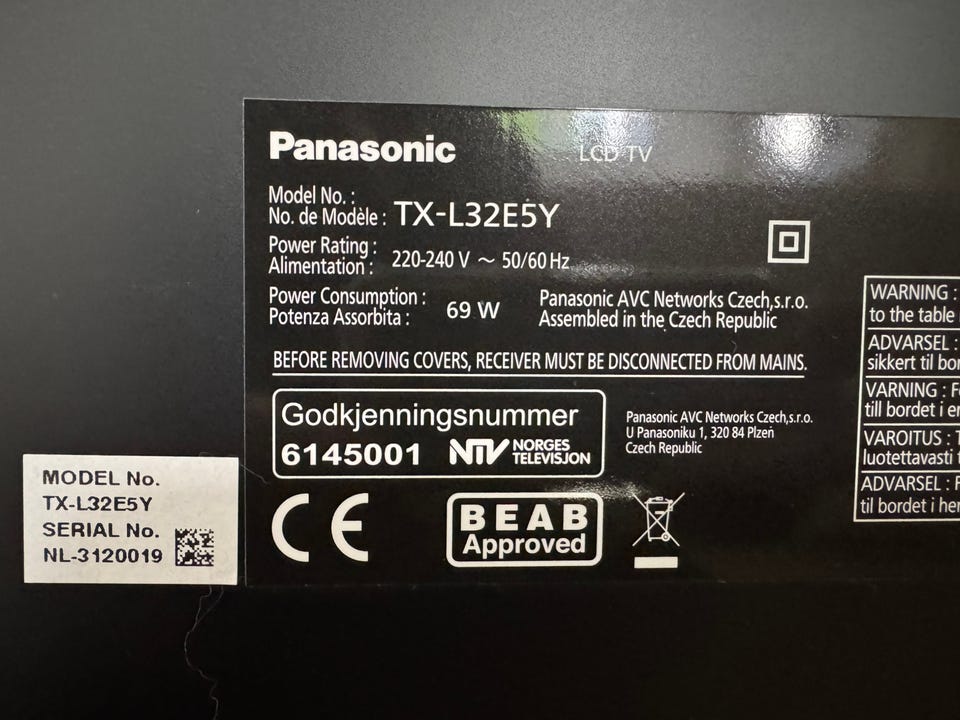 Panasonic
LCD TV
Model No. :
No. de Modèle : TX-L32E5Y
Power Rating :
Alimentation : 220-240 V ~ 50/60 Hz
Power Consumption :
Potenza Assorbita : 69 W
Panasonic AVC Networks Czech,s.r.o.
Assembled in the Czech Republic
BEFORE REMOVING COVERS, RECEIVER MUST BE DISCONNECTED FROM MAINS.
Godkjenningsnummer
6145001 NTV NORGES
TELEVISJON
Panasonic AVC Networks Czech,s.r.o.
U Panasoniku 1, 320 84 Plzeň
Czech Republic
CE
BEAB
Approved
WARNING :
to the table
ADVARSEL :
sikkert til bor
VARNING : F
till bordet i e
VAROITUS : T
luotettavasti
ADVARSEL : F
til bordet i her
MODEL No.
TX-L32E5Y
SERIAL No.
NL-3120019